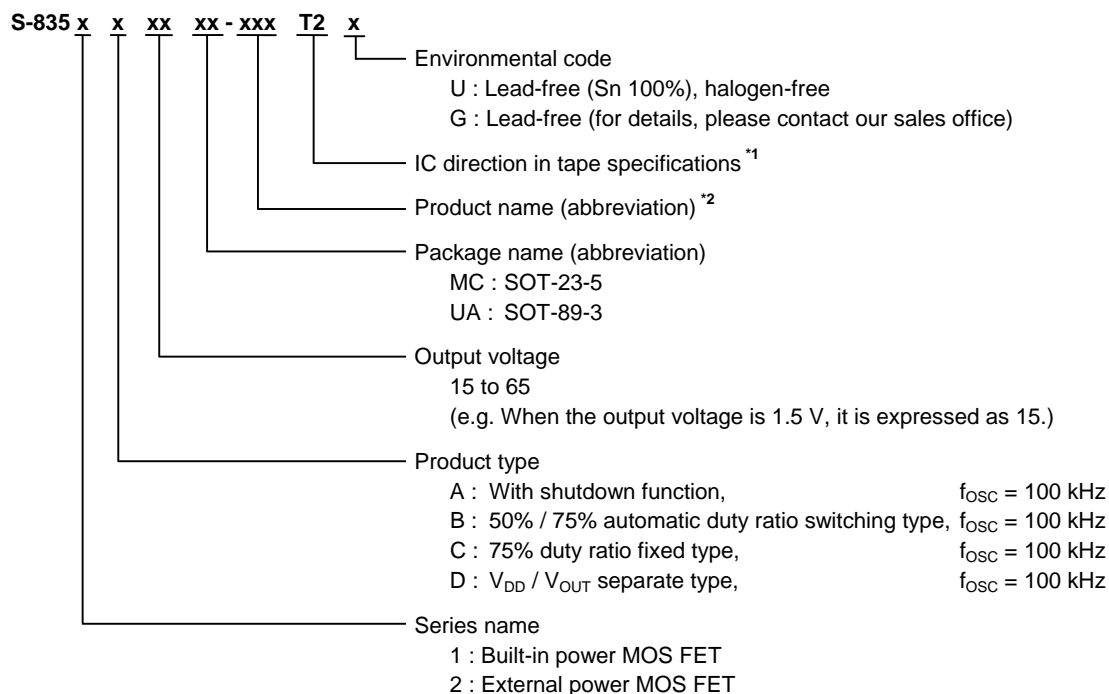 S-835 x x xx xx - xxx T2 x
Environmental code
U : Lead-free (Sn 100%), halogen-free
G : Lead-free (for details, please contact our sales office)
IC direction in tape specifications *1
Product name (abbreviation) *2
Package name (abbreviation)
MC : SOT-23-5
UA : SOT-89-3
Output voltage
15 to 65
(e.g. When the output voltage is 1.5 V, it is expressed as 15.)
Product type
A : With shutdown function, fOSC = 100 kHz
B : 50% / 75% automatic duty ratio switching type, fOSC = 100 kHz
C : 75% duty ratio fixed type, fOSC = 100 kHz
D : VDD / VOUT separate type, fOSC = 100 kHz
Series name
1 : Built-in power MOS FET
2 : External power MOS FET